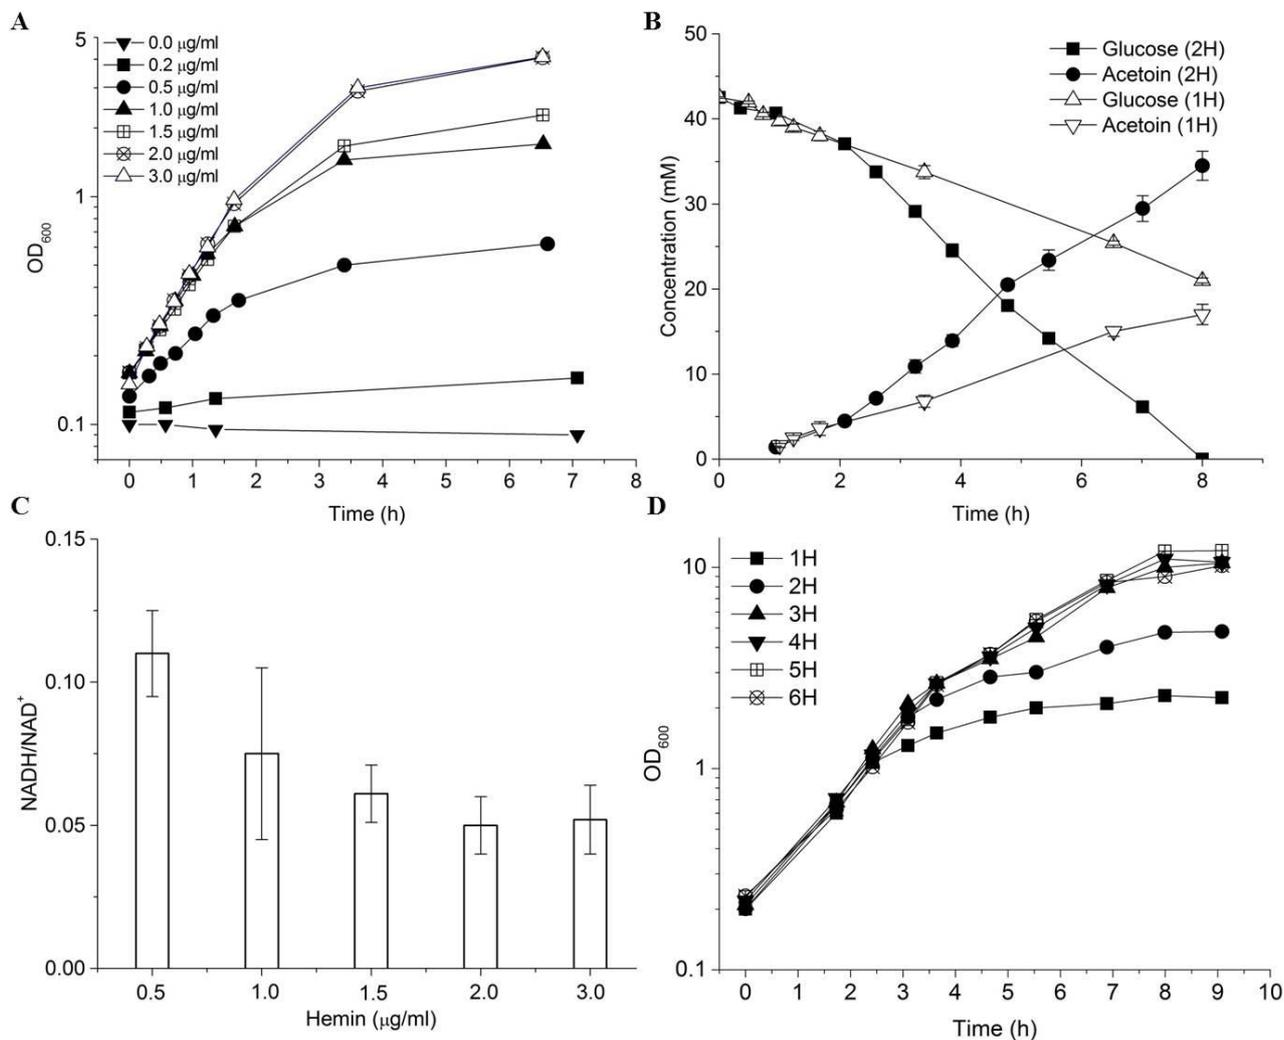 A
5
1
0.1
OD600
0.0 μg/ml
0.2 μg/ml
0.5 μg/ml
1.0 μg/ml
1.5 μg/ml
2.0 μg/ml
3.0 μg/ml
0 1 2 3 4 5 6 7 8
Time (h)
B
50
40
30
20
10
0
Concentration (mM)
Glucose (2H)
Acetoin (2H)
Glucose (1H)
Acetoin (1H)
0 2 4 6 8
Time (h)
C
0.15
0.10
0.05
0.00
NADH/NAD+
0.5 1.0 1.5 2.0 3.0
Hemin (μg/ml)
D
10
1
0.1
OD600
1H
2H
3H
4H
5H
6H
0 1 2 3 4 5 6 7 8 9 10
Time (h)